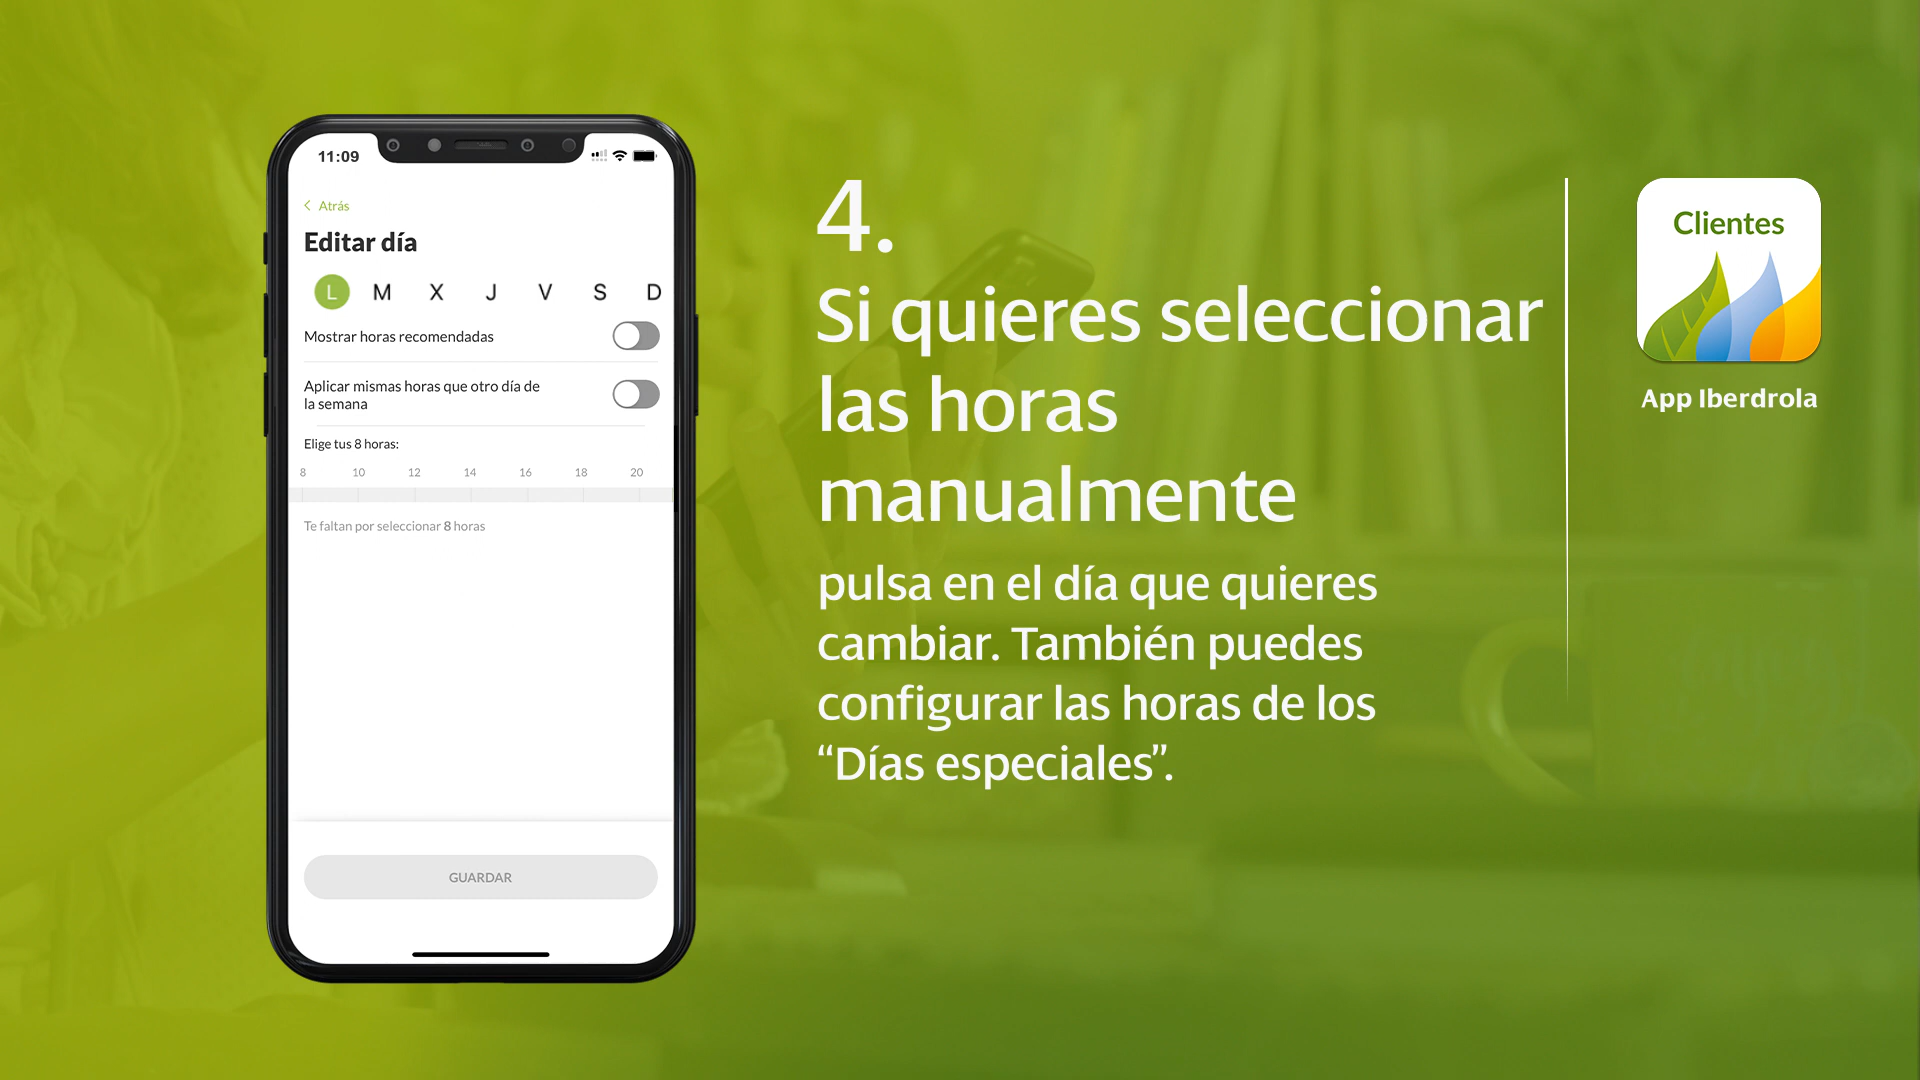 11:09
Atrás
Editar día
L M X J V S D
Mostrar horas recomendadas
Aplicar mismas horas que otro día de
la semana
Elige tus 8 horas:
8 10 12 14 16 18 20
Te faltan por seleccionar 8 horas
GUARDAR
4.
Si quieres seleccionar
las horas
manualmente
pulsa en el día que quieres
cambiar. También puedes
configurar las horas de los
“Días especiales”.
Clientes
App Iberdrola